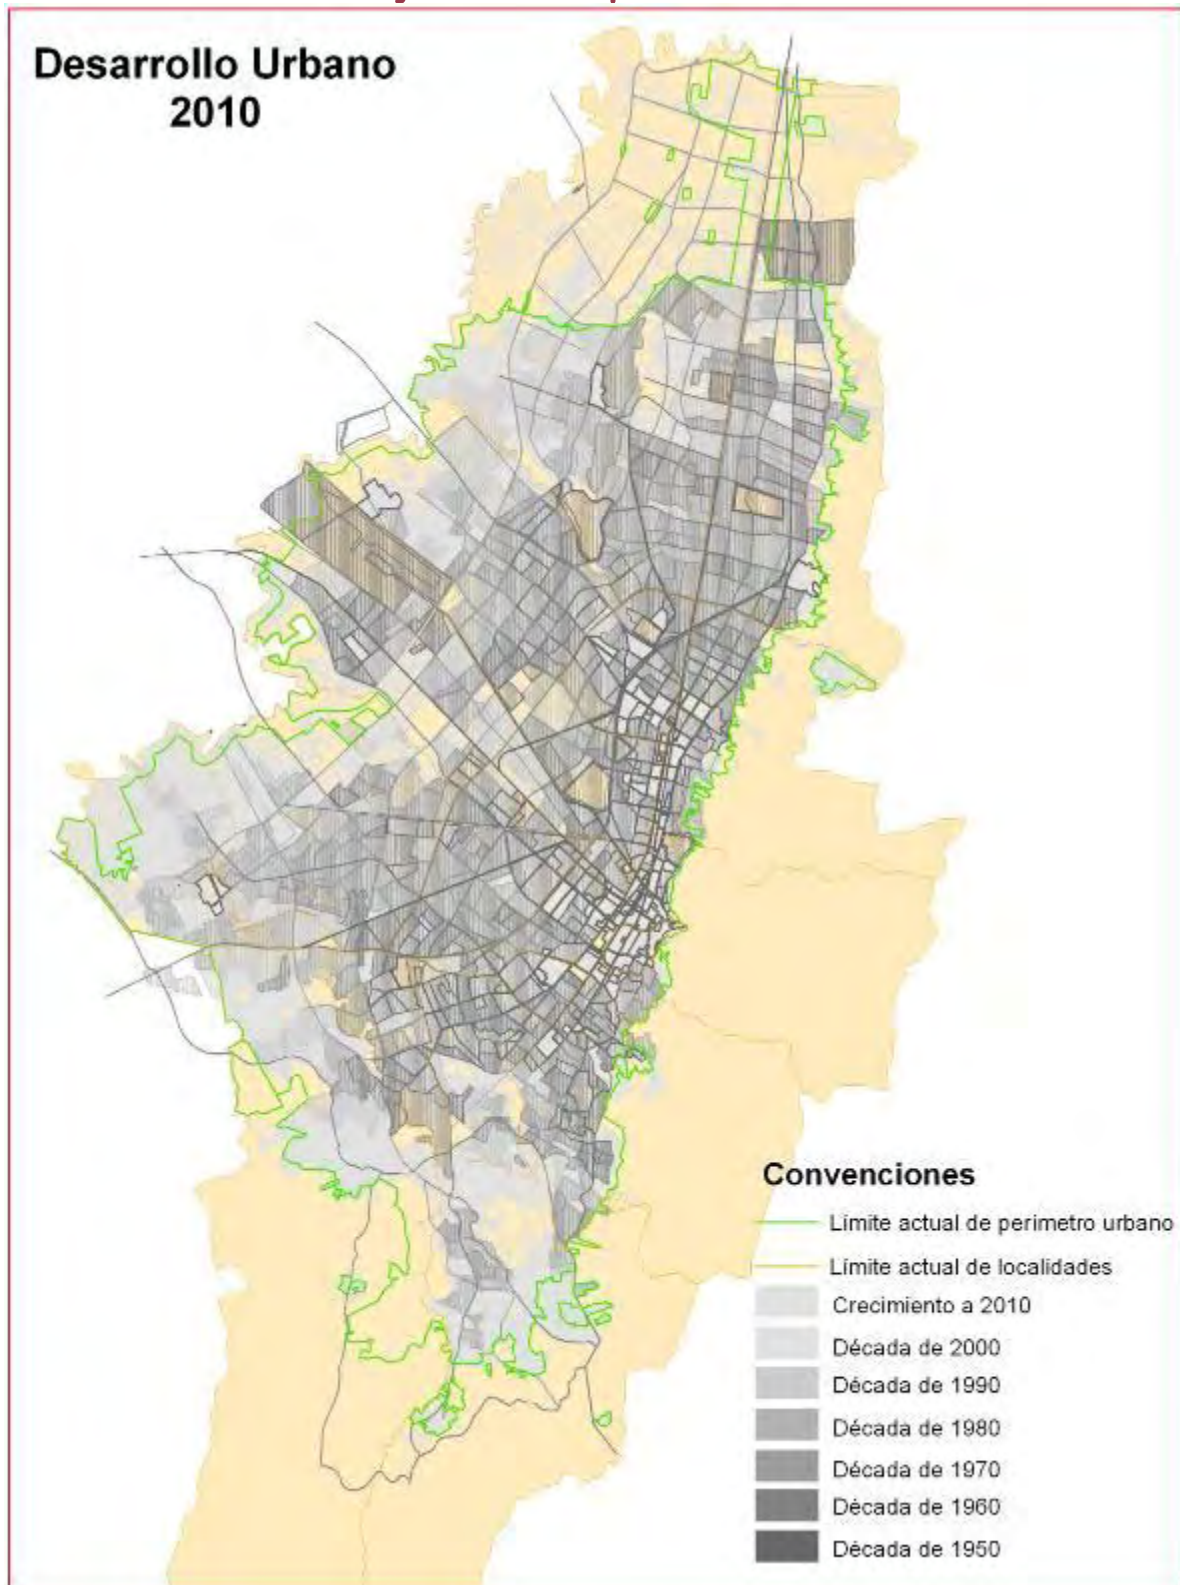 Desarrollo Urbano
2010
Convenciones
Límite actual de perimetro urbano
Límite actual de localidades
Crecimiento a 2010
Década de 2000
Década de 1990
Década de 1980
Década de 1970
Década de 1960
Década de 1950